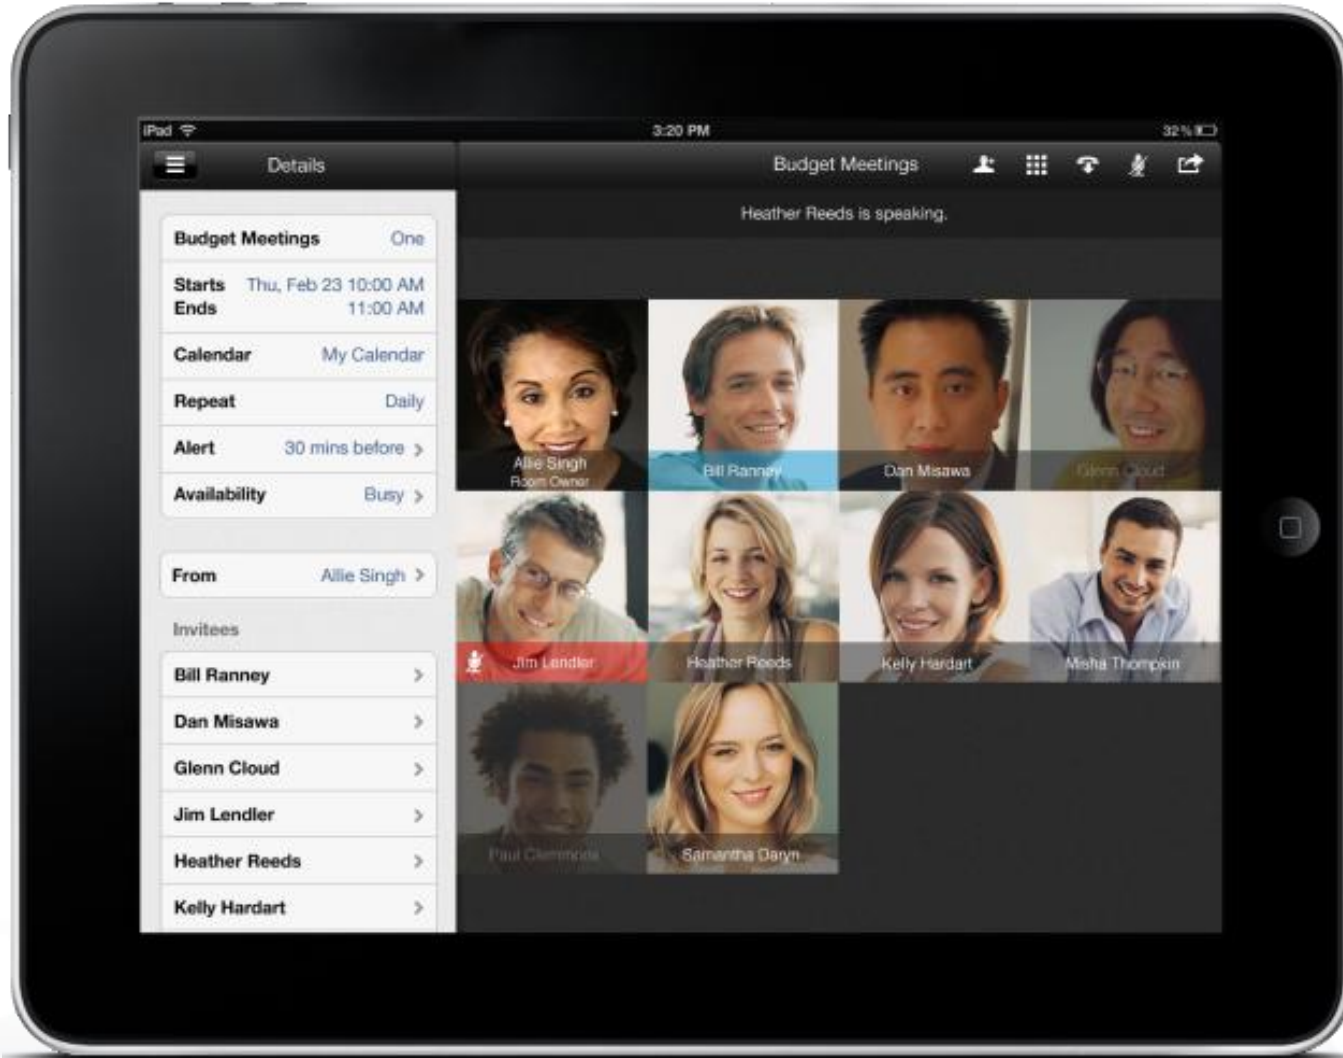 iPad
3:20 PM
32%
Details
Budget Meetings
Heather Reeds is speaking.
Budget Meetings One
Starts Thu, Feb 23 10:00 AM
Ends 11:00 AM
Calendar My Calendar
Repeat Daily
Alert 30 mins before
Availability Busy
From Allie Singh
Invitees
Bill Ranney
Dan Misawa
Glenn Cloud
Jim Lendler
Heather Reeds
Kelly Hardart
Allie Singh
Room Owner
Bill Ranney
Dan Misawa
Glenn Cloud
Jim Lendler
Heather Reeds
Kelly Hardart
Misha Thompkin
Paul Clemmons
Samantha Daryn